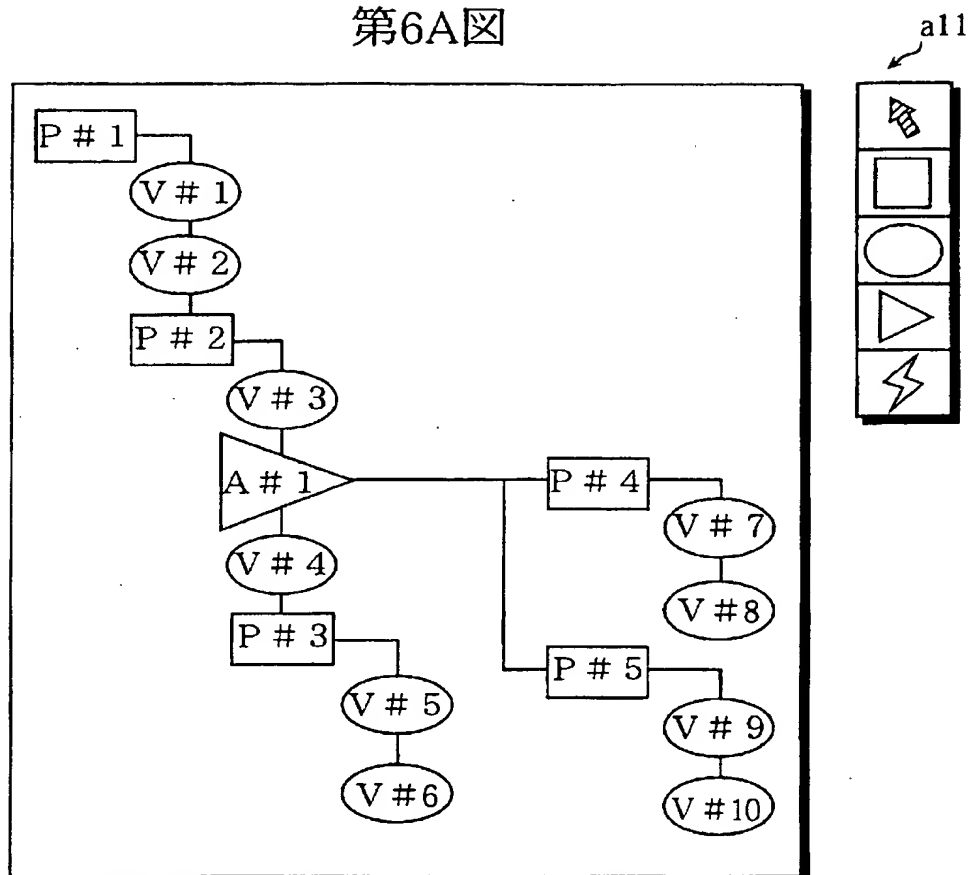 第6A図
a11
P # 1
V # 1
V # 2
P # 2
V # 3
A # 1
P # 4
V # 7
V # 4
V #8
P # 3
P # 5
V # 5
V # 9
V #6
V #10